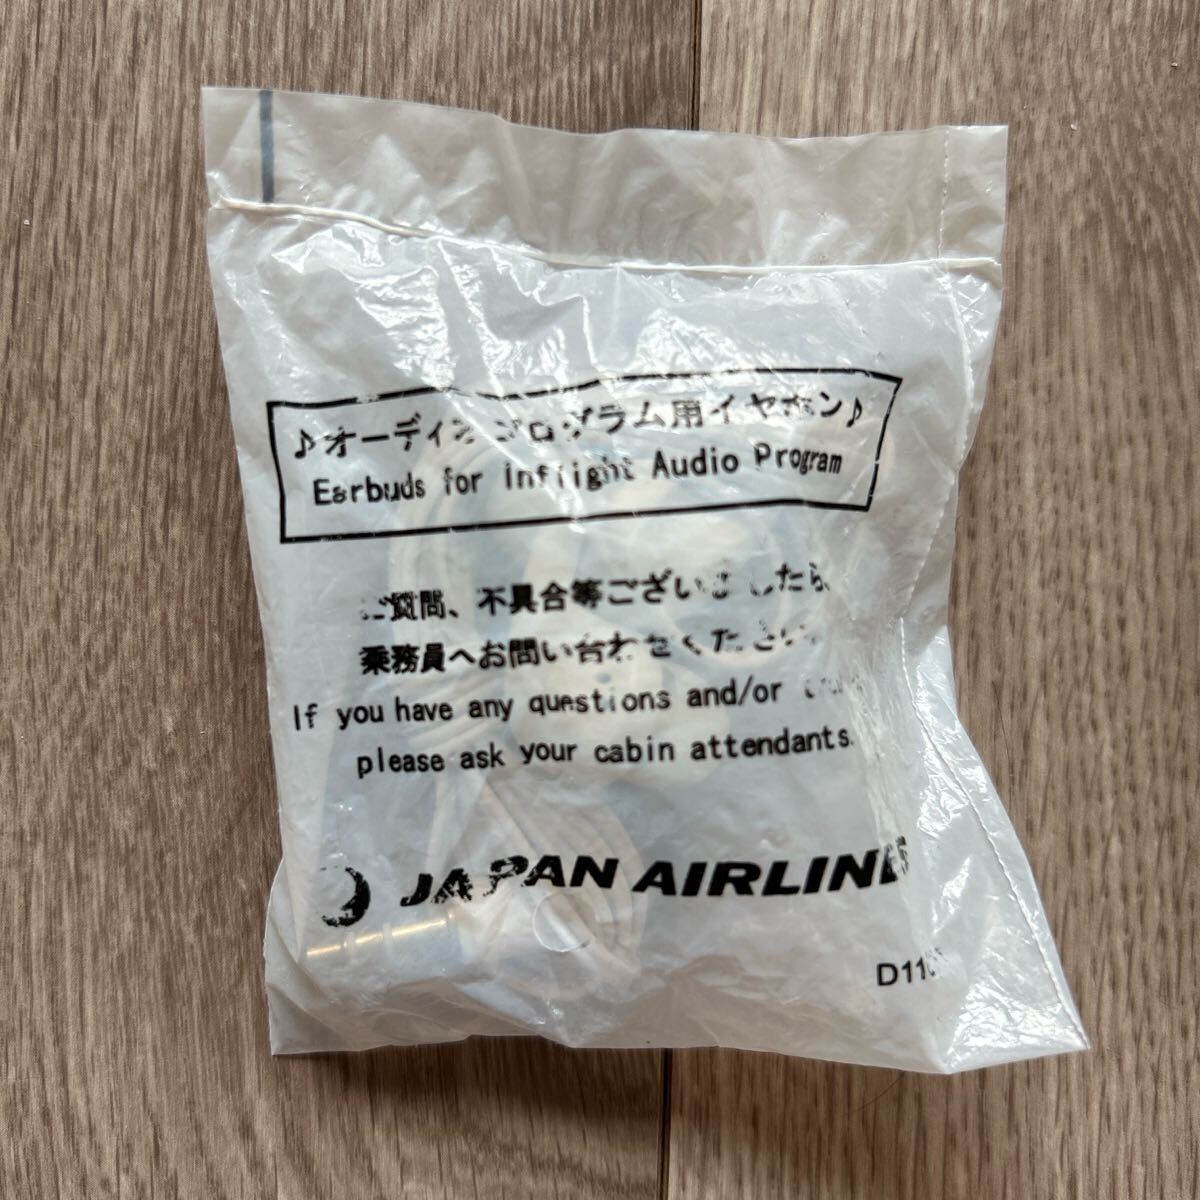 ♪オーディオプログラム用イヤホン♪
Earbuds for Inflight Audio Program
ご質問、不具合等ございましたら、
乗務員へお問い合わせください。
If you have any questions and/or
please ask your cabin attendants.
JAPAN AIRLINES